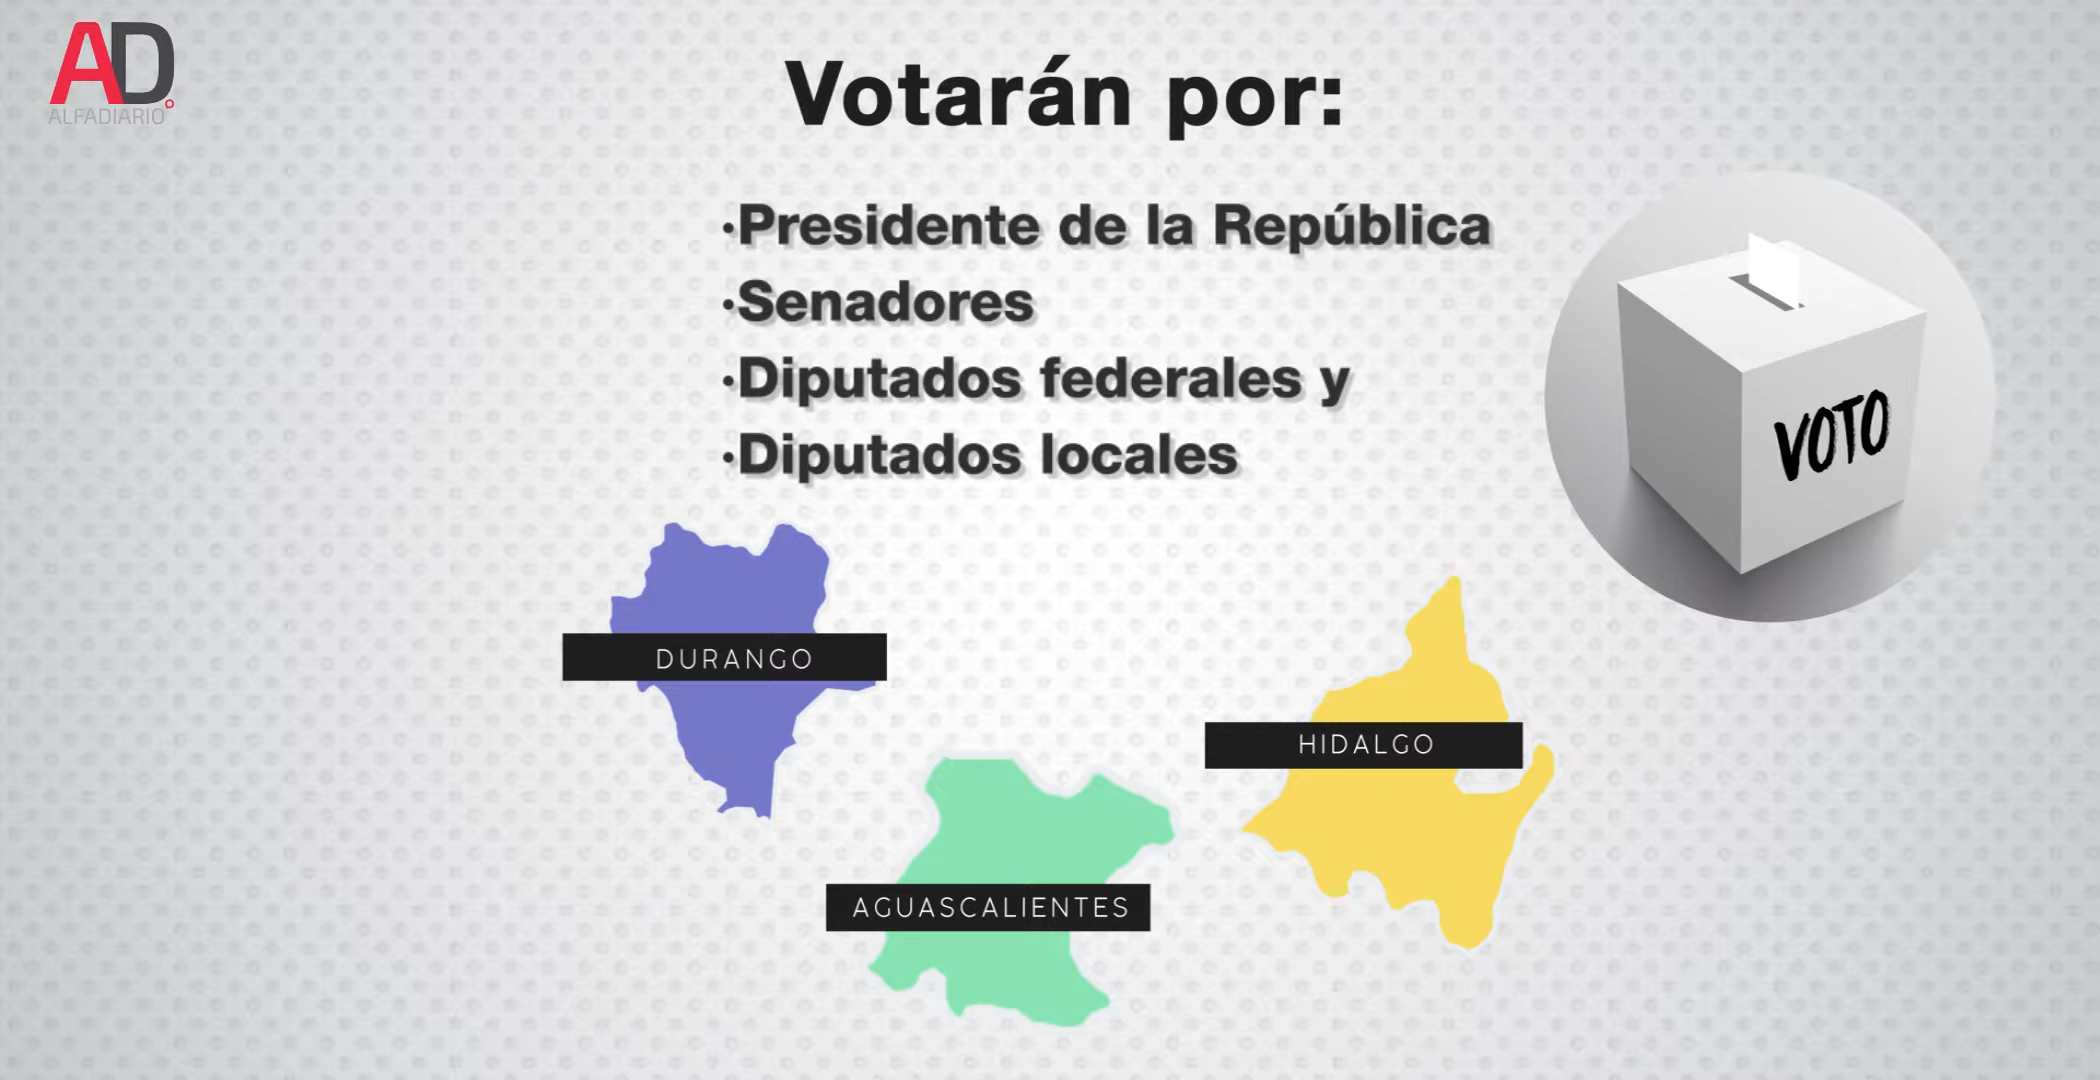 AD
ALFADIARIO
Votarán por:
·Presidente de la República
·Senadores
·Diputados federales y
·Diputados locales
VOTO
DURANGO
HIDALGO
AGUASCALIENTES